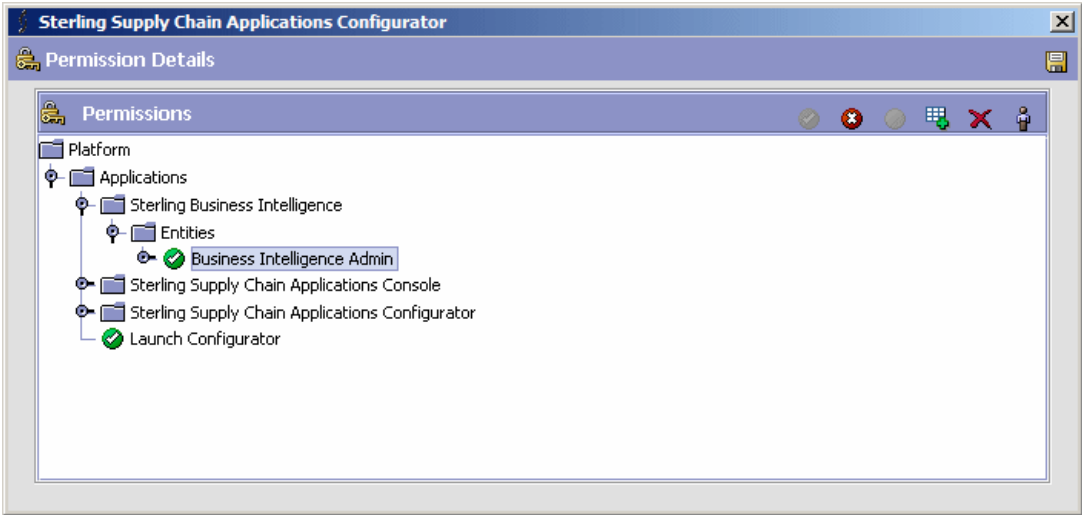 Sterling Supply Chain Applications Configurator
Permission Details
Permissions
Platform
Applications
Sterling Business Intelligence
Entities
Business Intelligence Admin
Sterling Supply Chain Applications Console
Sterling Supply Chain Applications Configurator
Launch Configurator